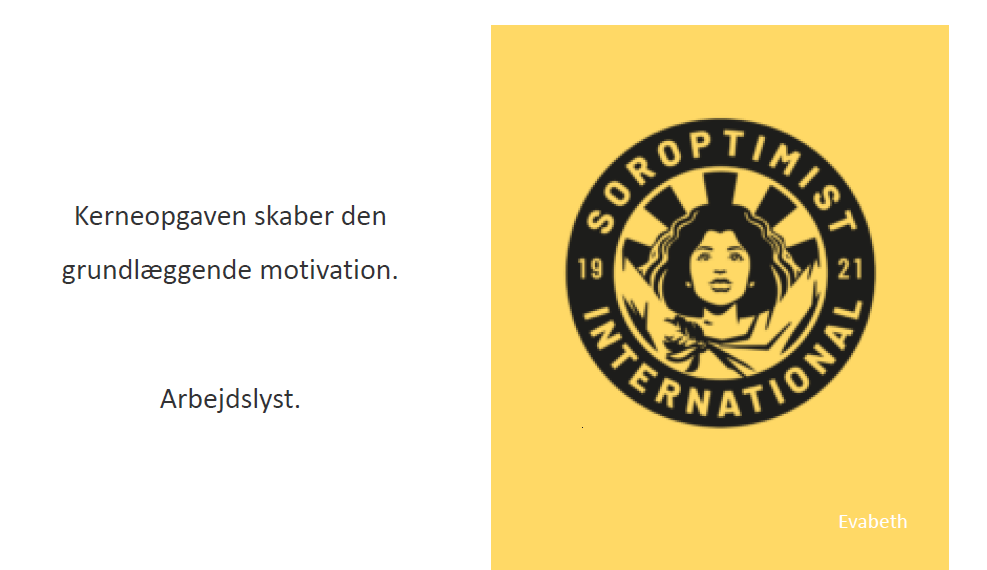 Kerneopgaven skaber den
grundlæggende motivation.
Arbejdslyst.
SOROPTIMIST
19 21
INTERNATIONAL
Evabeth